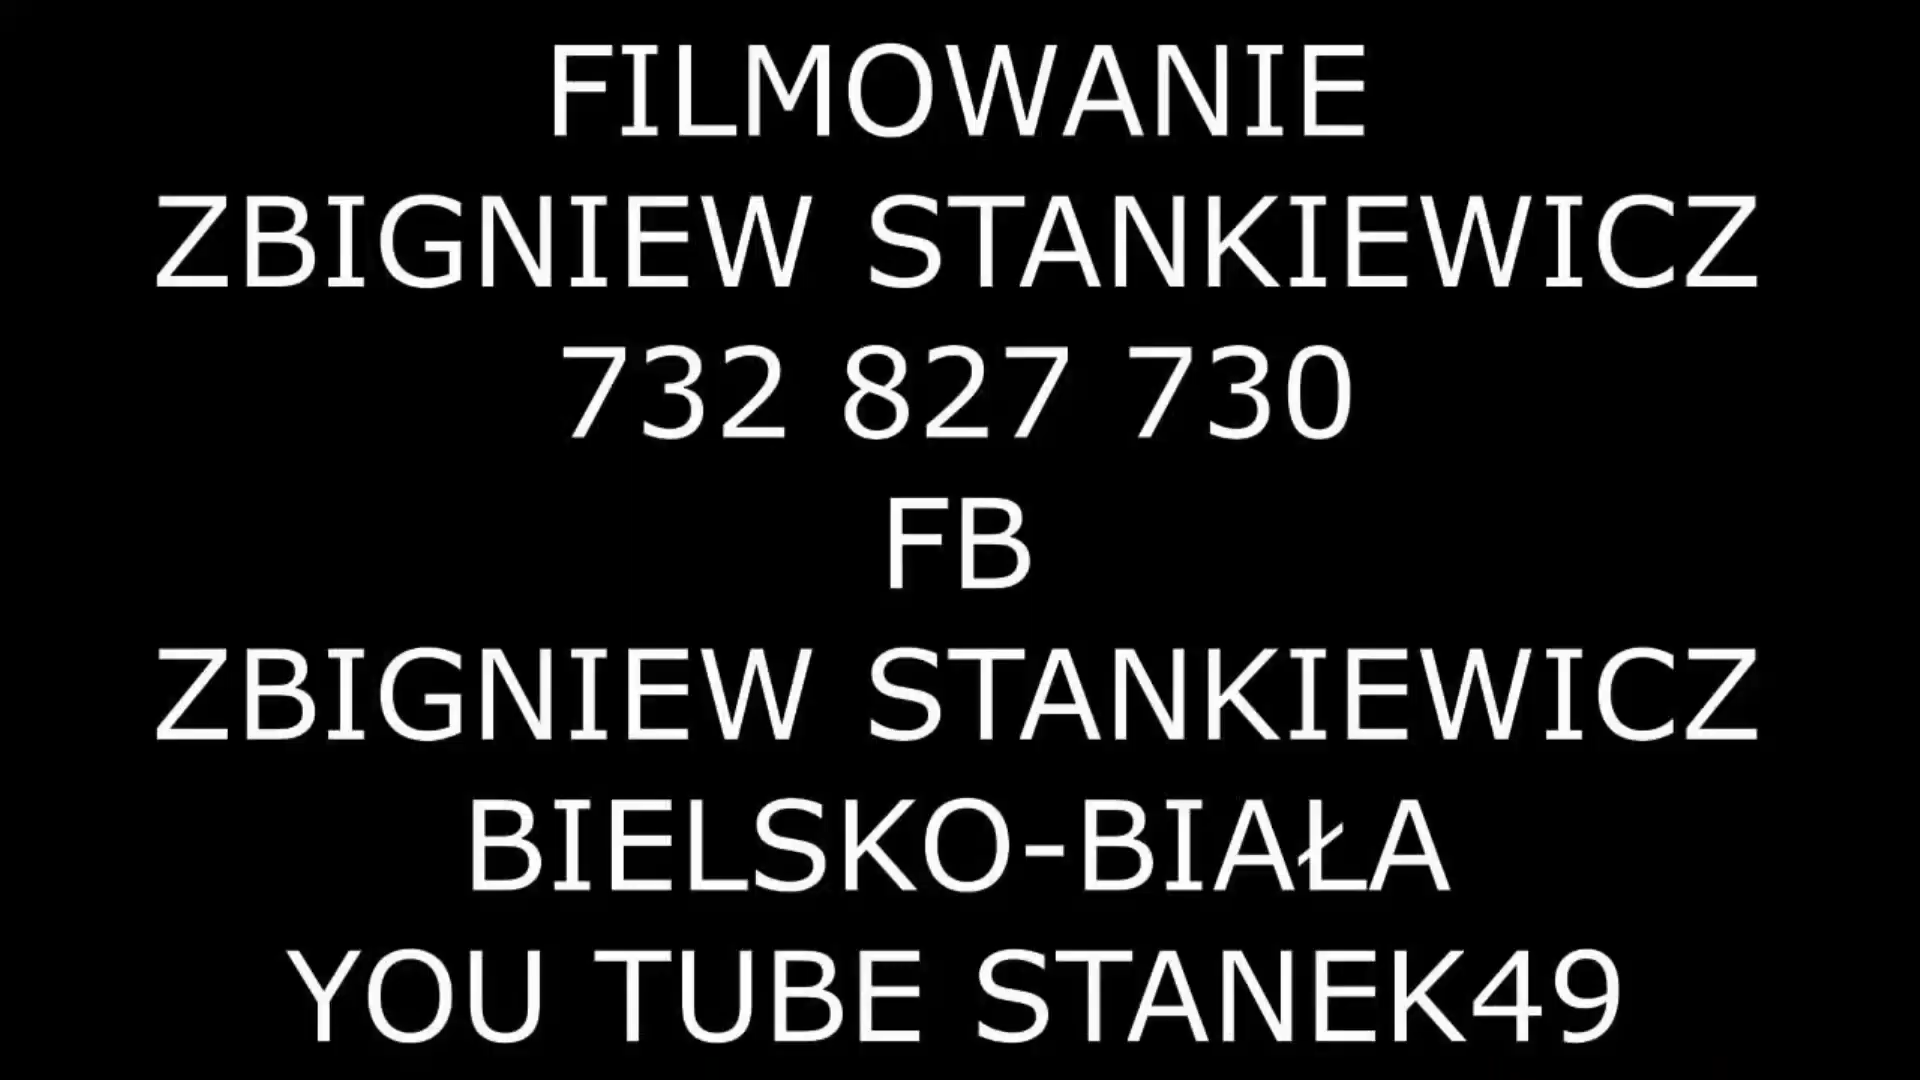 FILMOWANIE
ZBIGNIEW STANKIEWICZ
732 827 730
FB
ZBIGNIEW STANKIEWICZ
BIELSKO-BIAŁA
YOU TUBE STANEK49